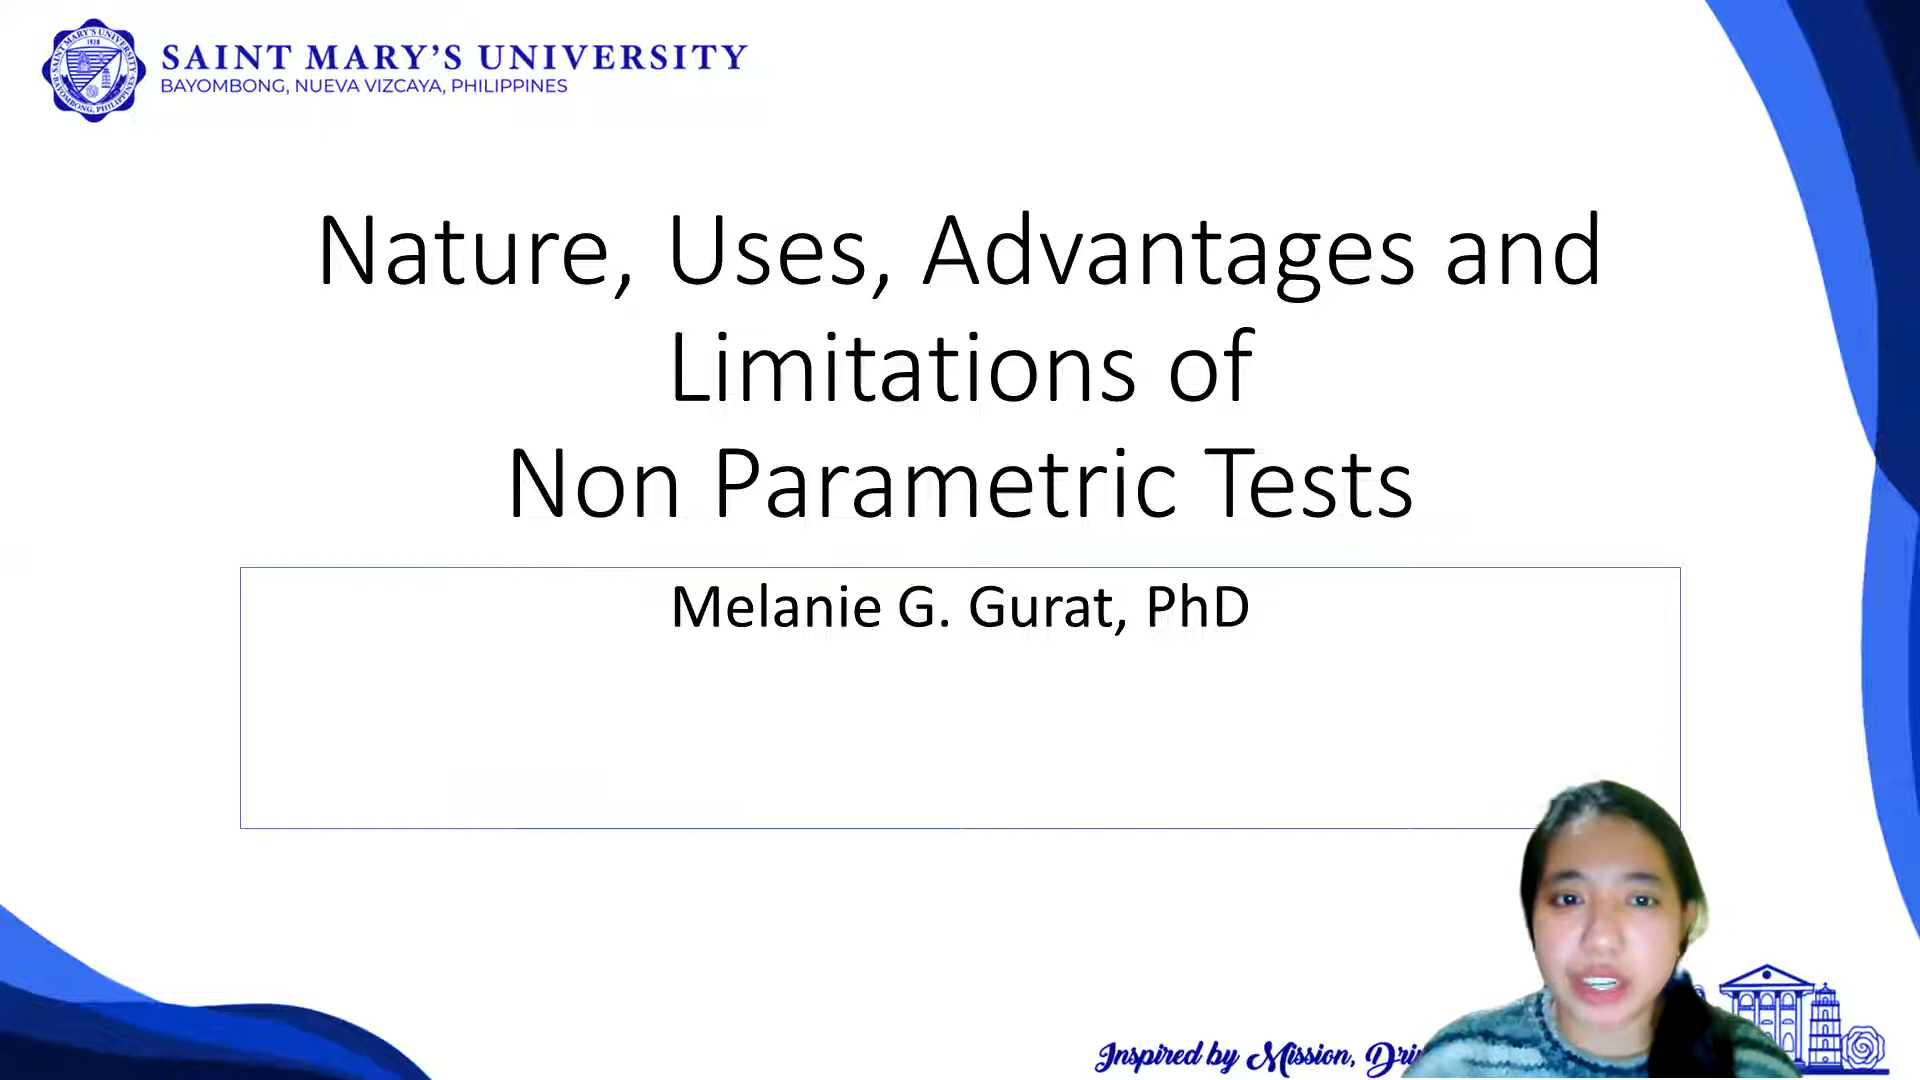 SAINT MARY'S UNIVERSITY
BAYOMBONG, NUEVA VIZCAYA, PHILIPPINES
Nature, Uses, Advantages and
Limitations of
Non Parametric Tests
Melanie G. Gurat, PhD
Inspired by Mission,